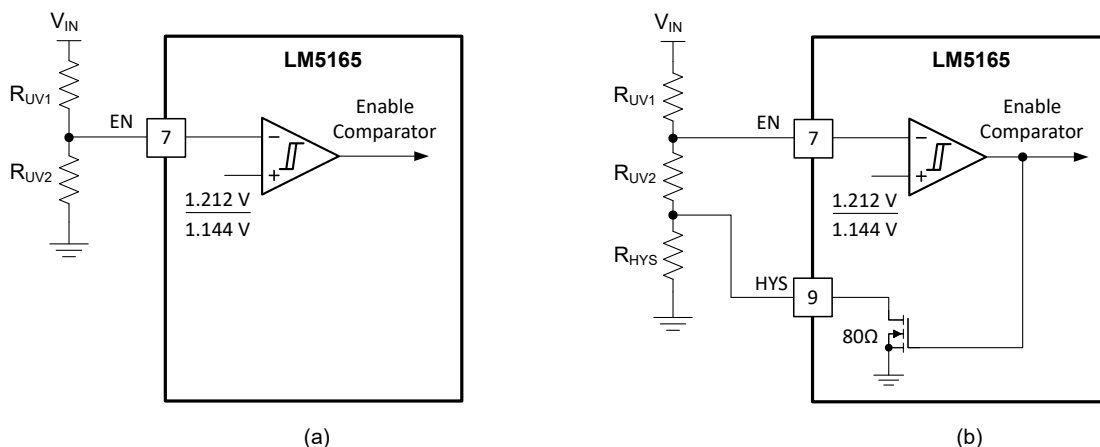 V_IN
LM5165
R_UV1
EN
7
Enable
Comparator
−
+
R_UV2
1.212 V
1.144 V
(a)
V_IN
LM5165
R_UV1
EN
7
Enable
Comparator
−
+
R_UV2
1.212 V
1.144 V
R_HYS
HYS
9
80Ω
(b)